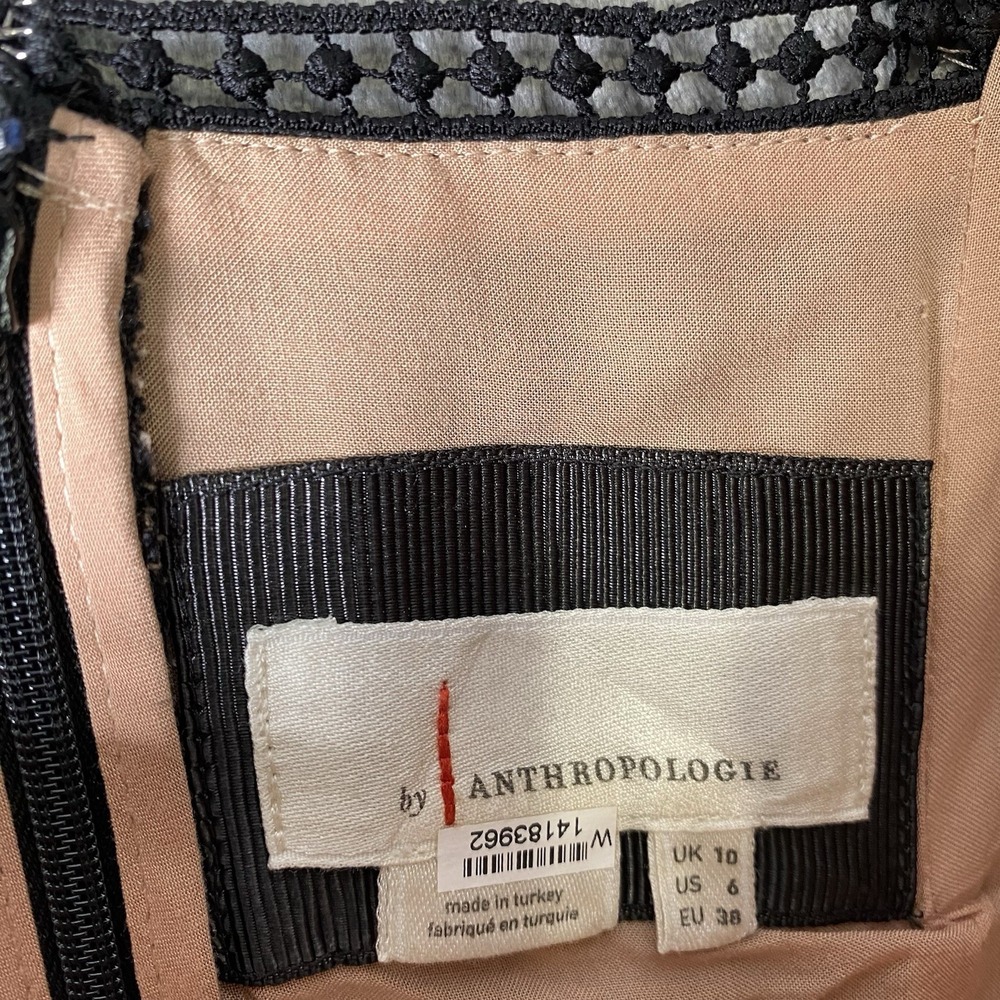 by ANTHROPOLOGIE
W 14183962
made in turkey
fabriqué en turquie
UK 10
US 6
EU 38